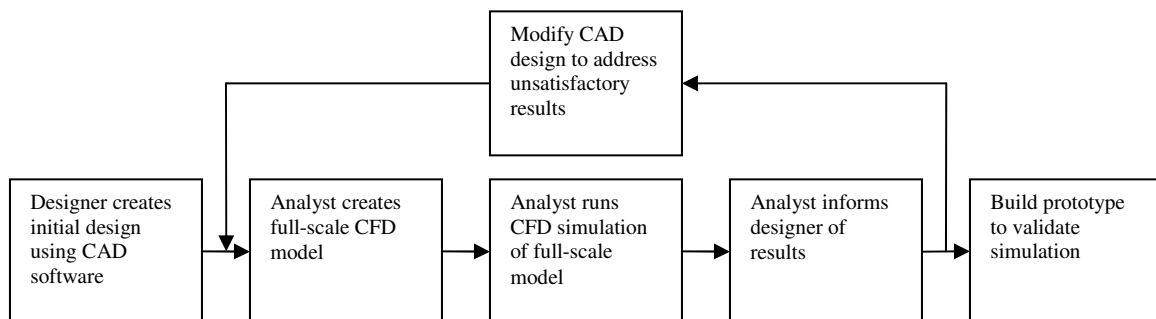 Modify CAD
design to address
unsatisfactory
results
Designer creates
initial design
using CAD
software
Analyst creates
full-scale CFD
model
Analyst runs
CFD simulation
of full-scale
model
Analyst informs
designer of
results
Build prototype
to validate
simulation